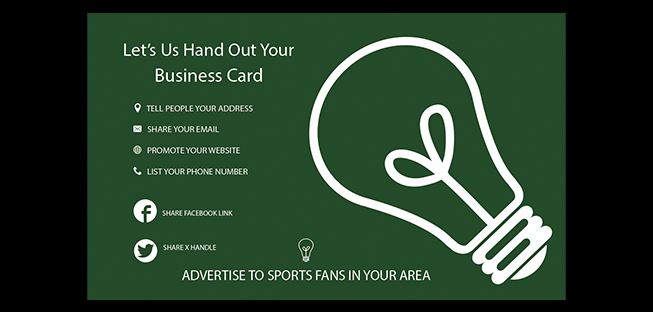 Let's Us Hand Out Your
Business Card
TELL PEOPLE YOUR ADDRESS
SHARE YOUR EMAIL
PROMOTE YOUR WEBSITE
LIST YOUR PHONE NUMBER
SHARE FACEBOOK LINK
SHARE X HANDLE
ADVERTISE TO SPORTS FANS IN YOUR AREA